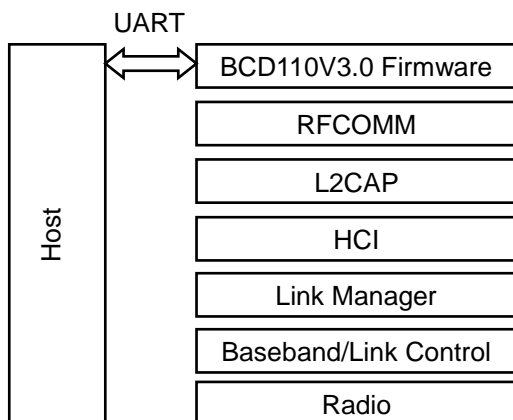 UART
BCD110V3.0 Firmware
RFCOMM
L2CAP
HCI
Host
Link Manager
Baseband/Link Control
Radio